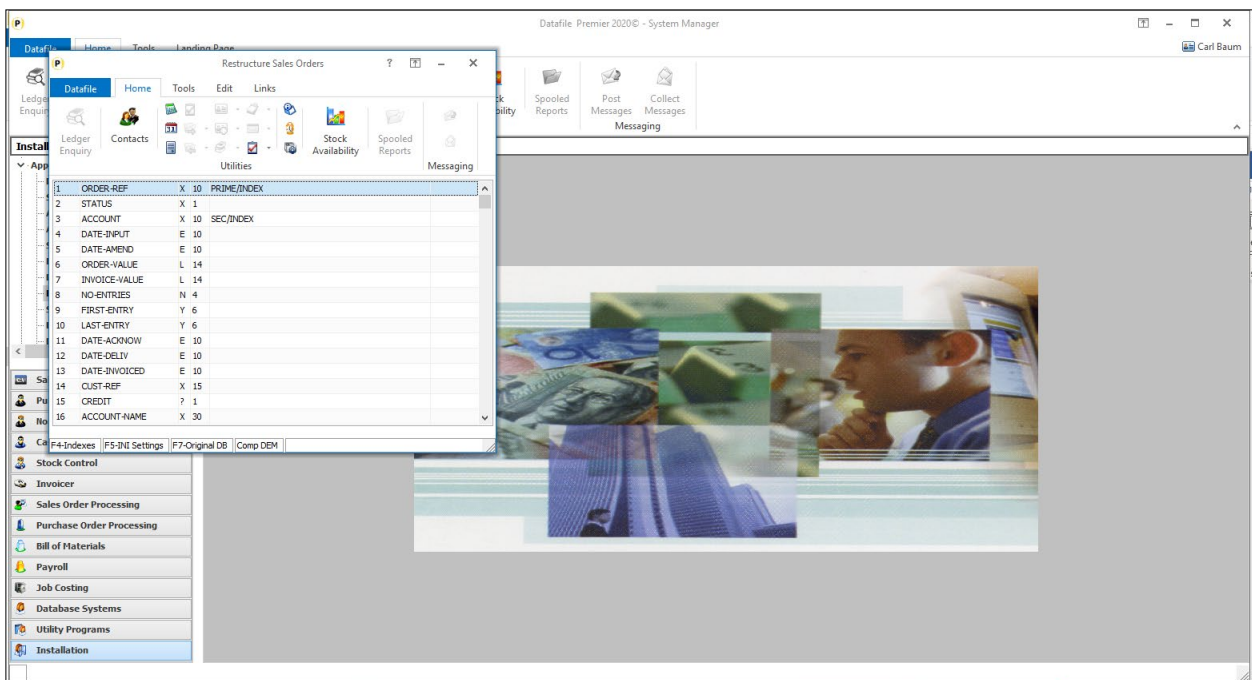 Datafile Premier 2020© - System Manager
Datafile Home Tools Landing Page
Carl Baum
Restructure Sales Orders
Datafile Home Tools Edit Links
Ledger Enquiry
Contacts
Stock Availability
Spooled Reports
Utilities
Messaging
Spooled Reports
Post Messages
Collect Messages
Messaging
1 ORDER-REF X 10 PRIME/INDEX
2 STATUS X 1
3 ACCOUNT X 10 SEC/INDEX
4 DATE-INPUT E 10
5 DATE-AMEND E 10
6 ORDER-VALUE L 14
7 INVOICE-VALUE L 14
8 NO-ENTRIES N 4
9 FIRST-ENTRY Y 6
10 LAST-ENTRY Y 6
11 DATE-ACKNOW E 10
12 DATE-DELIV E 10
13 DATE-INVOICED E 10
14 CUST-REF X 15
15 CREDIT ? 1
16 ACCOUNT-NAME X 30
F4-Indexes F5-INI Settings F7-Original DB Comp DEM
Stock Control
Invoicer
Sales Order Processing
Purchase Order Processing
Bill of Materials
Payroll
Job Costing
Database Systems
Utility Programs
Installation